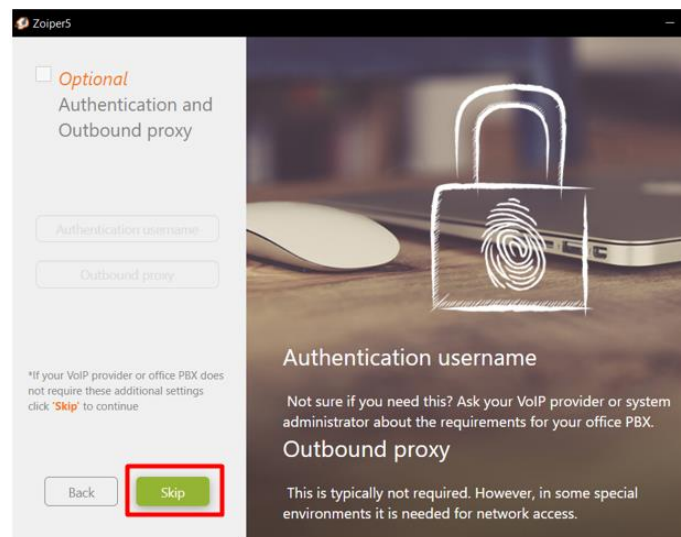 Zoiper5
Optional
Authentication and
Outbound proxy
Authentication username
Outbound proxy
*If your VoIP provider or office PBX does
not require these additional settings
click 'Skip' to continue
Back
Skip
Authentication username
Not sure if you need this? Ask your VoIP provider or system
administrator about the requirements for your office PBX.
Outbound proxy
This is typically not required. However, in some special
environments it is needed for network access.